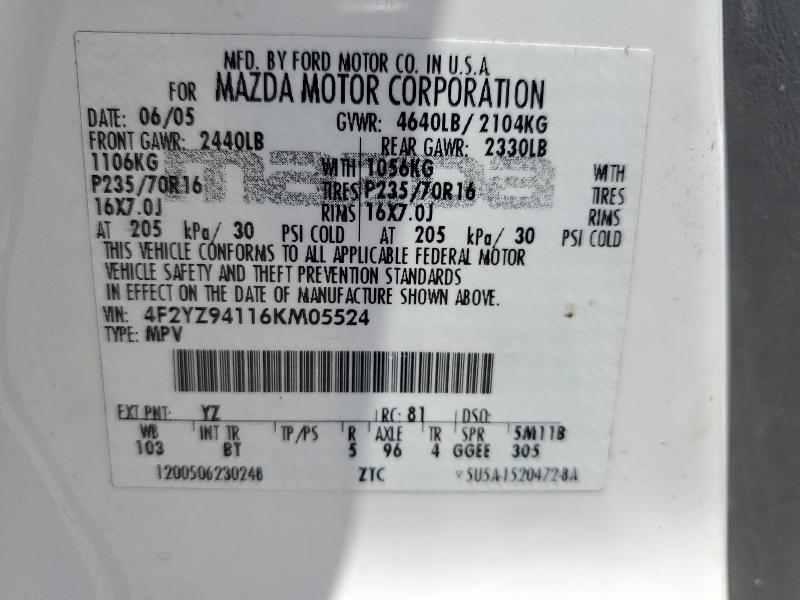 MFD. BY FORD MOTOR CO. IN U.S.A
FOR MAZDA MOTOR CORPORATION
DATE: 06/05 GVWR: 4640LB/ 2104KG
FRONT GAWR: 2440LB REAR GAWR: 2330LB
1106KG WITH 1056KG WITH
P235/70R16 TIRES P235/70R16 TIRES
16X7.0J RIMS 16X7.0J RIMS
AT 205 kPa/ 30 PSI COLD AT 205 kPa/ 30 PSI COLD
THIS VEHICLE CONFORMS TO ALL APPLICABLE FEDERAL MOTOR
VEHICLE SAFETY AND THEFT PREVENTION STANDARDS
IN EFFECT ON THE DATE OF MANUFACTURE SHOWN ABOVE.
VIN: 4F2YZ94116KM05524
TYPE: MPV
mazda
EXT PNT: YZ RC: 81 DSO:
WB INT TR TP/PS R AXLE TR SPR 5M11B
103 BT 5 96 4 GGEE 305
120050623024B ZTC